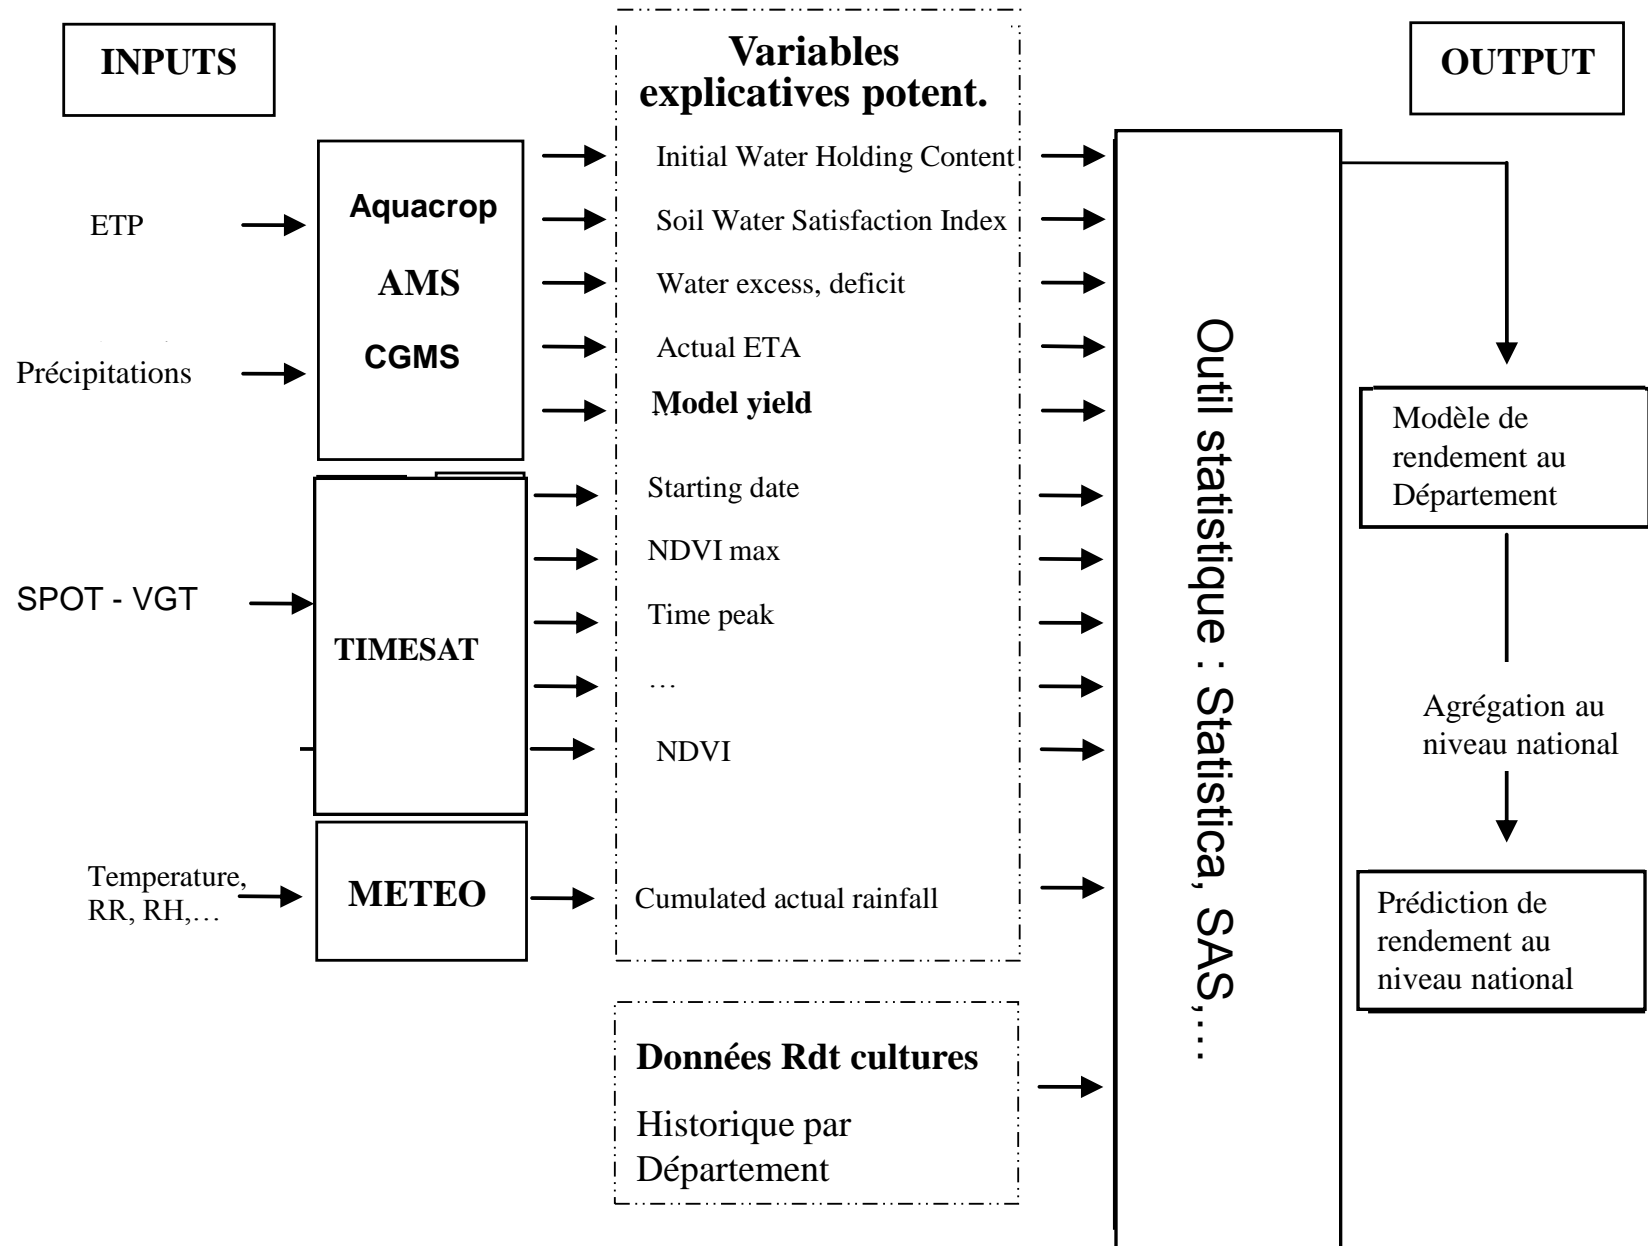 INPUTS
Variables
explicatives potent.
OUTPUT
ETP
Précipitations
Aquacrop
AMS
CGMS
Initial Water Holding Content
Soil Water Satisfaction Index
Water excess, deficit
Actual ETA
Model yield
…
SPOT - VGT
TIMESAT
Starting date
NDVI max
Time peak
…
NDVI
Temperature,
RR, RH,…
METEO
Cumulated actual rainfall
Données Rdt cultures
Historique par
Département
Outil statistique : Statistica, SAS,…
Modèle de
rendement au
Département
Agrégation au
niveau national
Prédiction de
rendement au
niveau national